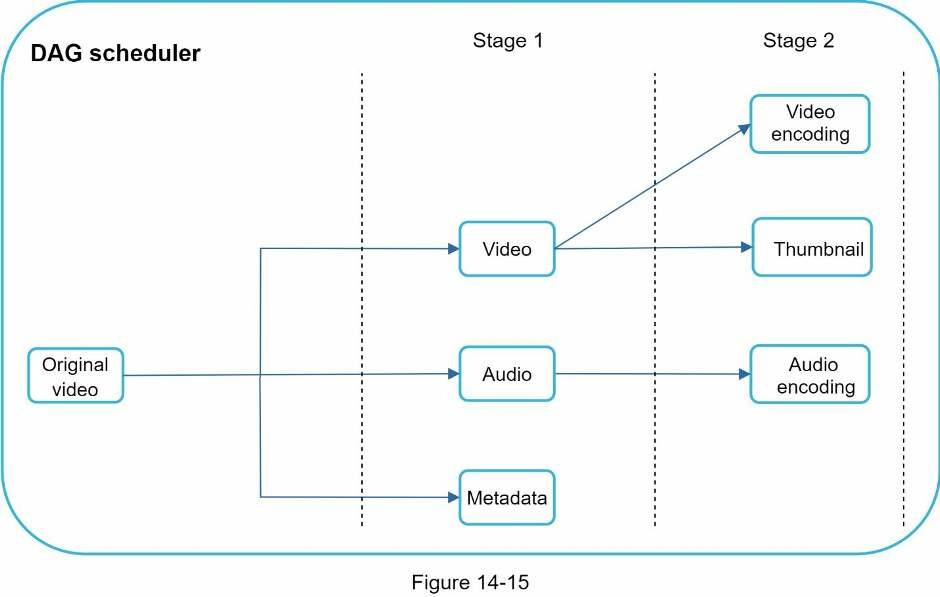 DAG scheduler
Stage 1
Stage 2
Video
encoding
Video
Thumbnail
Original
video
Audio
Audio
encoding
Metadata
Figure 14-15